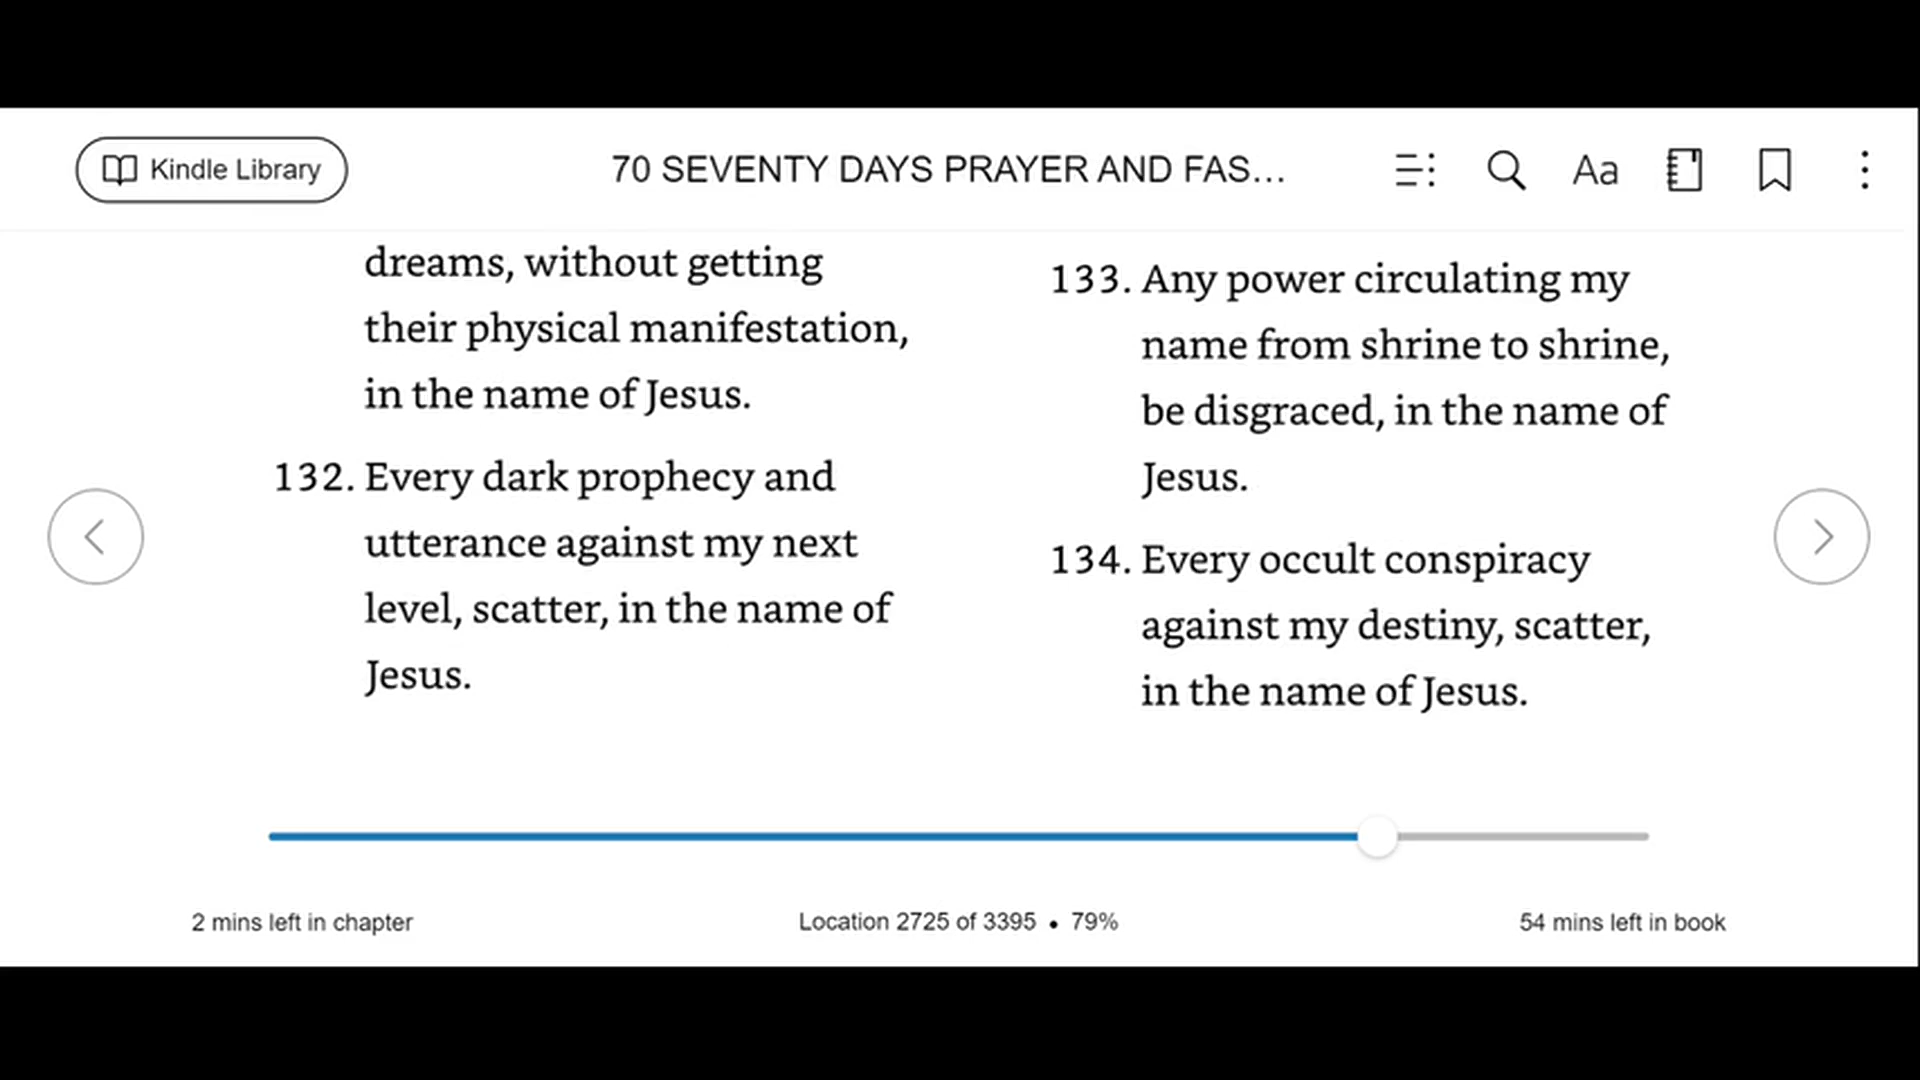 Kindle Library
70 SEVENTY DAYS PRAYER AND FAS...
Aa
dreams, without getting
their physical manifestation,
in the name of Jesus.
132. Every dark prophecy and
utterance against my next
level, scatter, in the name of
Jesus.
133. Any power circulating my
name from shrine to shrine,
be disgraced, in the name of
Jesus.
134. Every occult conspiracy
against my destiny, scatter,
in the name of Jesus.
2 mins left in chapter
Location 2725 of 3395 • 79%
54 mins left in book